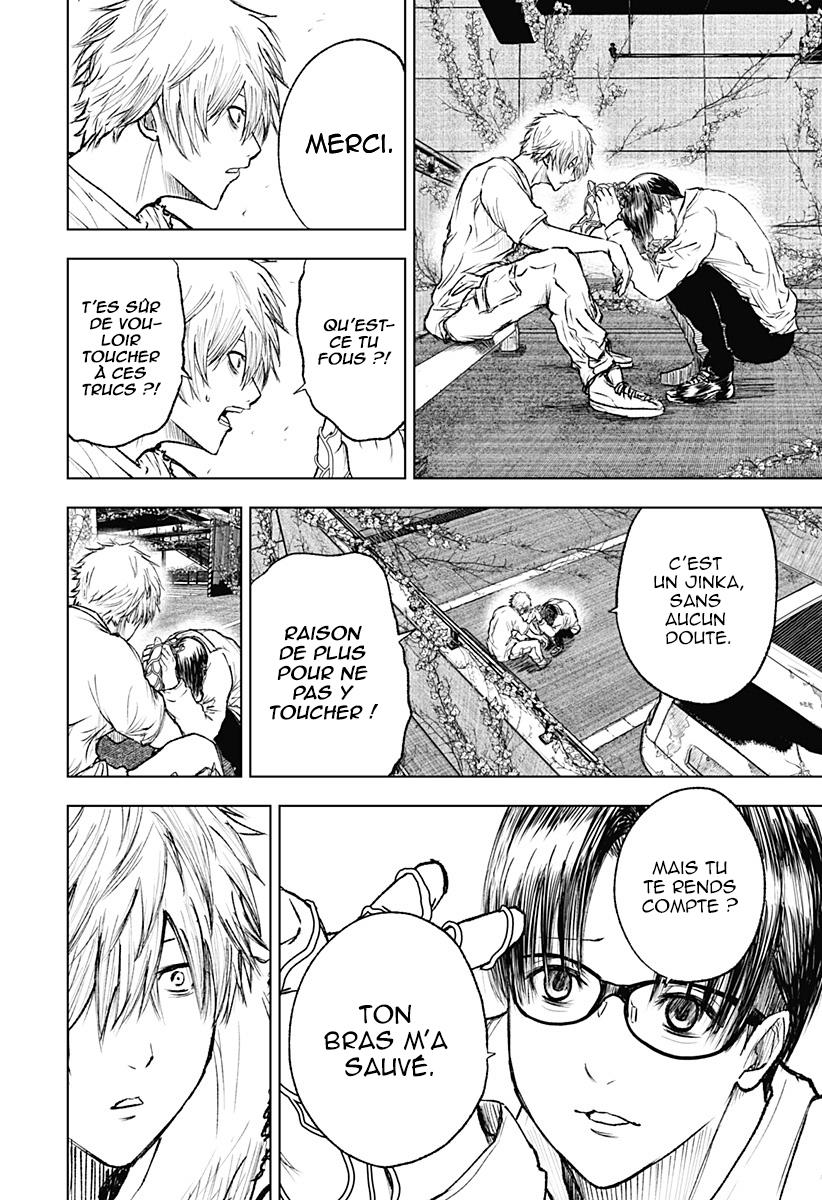 MERCI.
QU'EST-
CE TU
FOUS ?!
T'ES SÛR
DE VOU-
LOIR
TOUCHER
À CES
TRUCS ?!
C'EST
UN JINKA,
SANS
AUCUN
DOUTE.
RAISON
DE PLUS
POUR NE
PAS Y
TOUCHER !
MAIS TU
TE RENDS
COMPTE ?
TON
BRAS M'A
SAUVÉ.